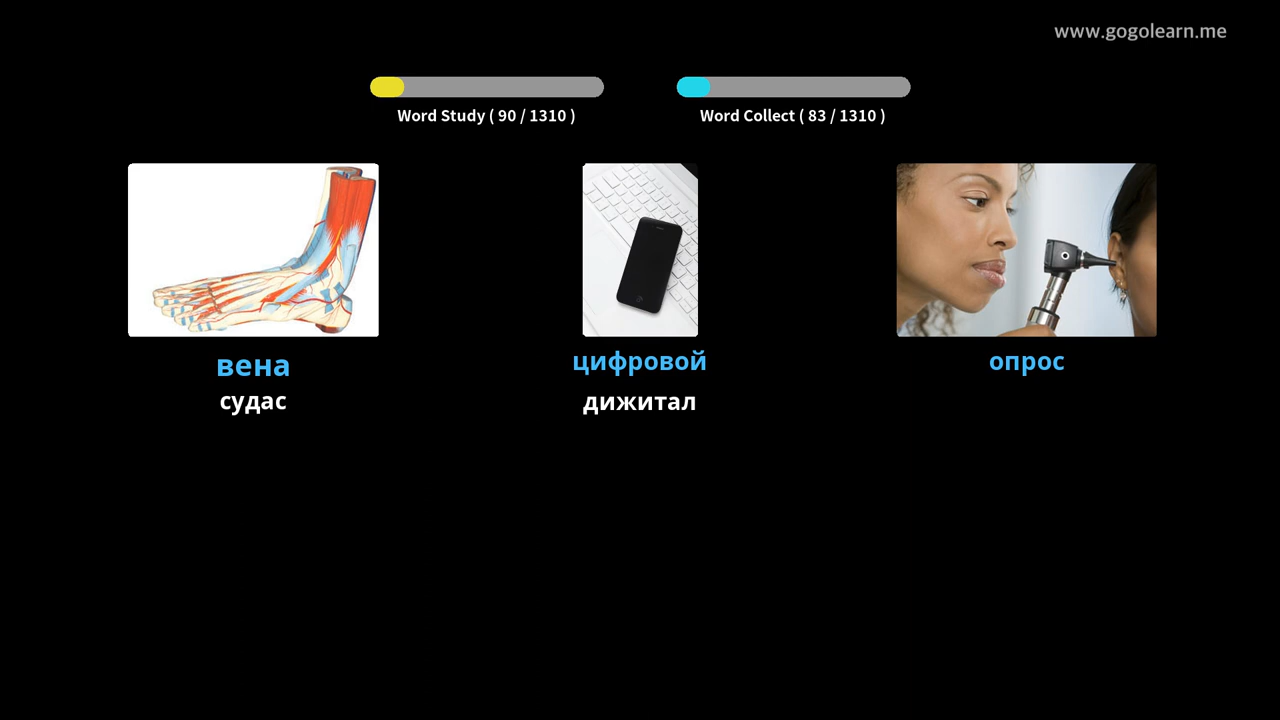 www.gogolearn.me
Word Study ( 90 / 1310 )
Word Collect ( 83 / 1310 )
вена
цифровой
опрос
судас
дижитал